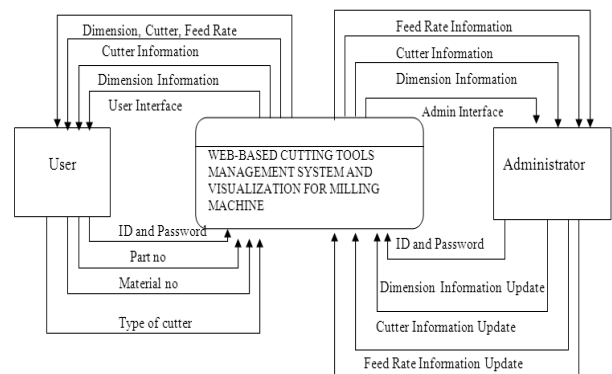 Dimension, Cutter, Feed Rate
Cutter Information
Dimension Information
User Interface
Feed Rate Information
Cutter Information
Dimension Information
Admin Interface
User
WEB-BASED CUTTING TOOLS
MANAGEMENT SYSTEM AND
VISUALIZATION FOR MILLING
MACHINE
Administrator
ID and Password
Part no
Material no
Type of cutter
ID and Password
Dimension Information Update
Cutter Information Update
Feed Rate Information Update